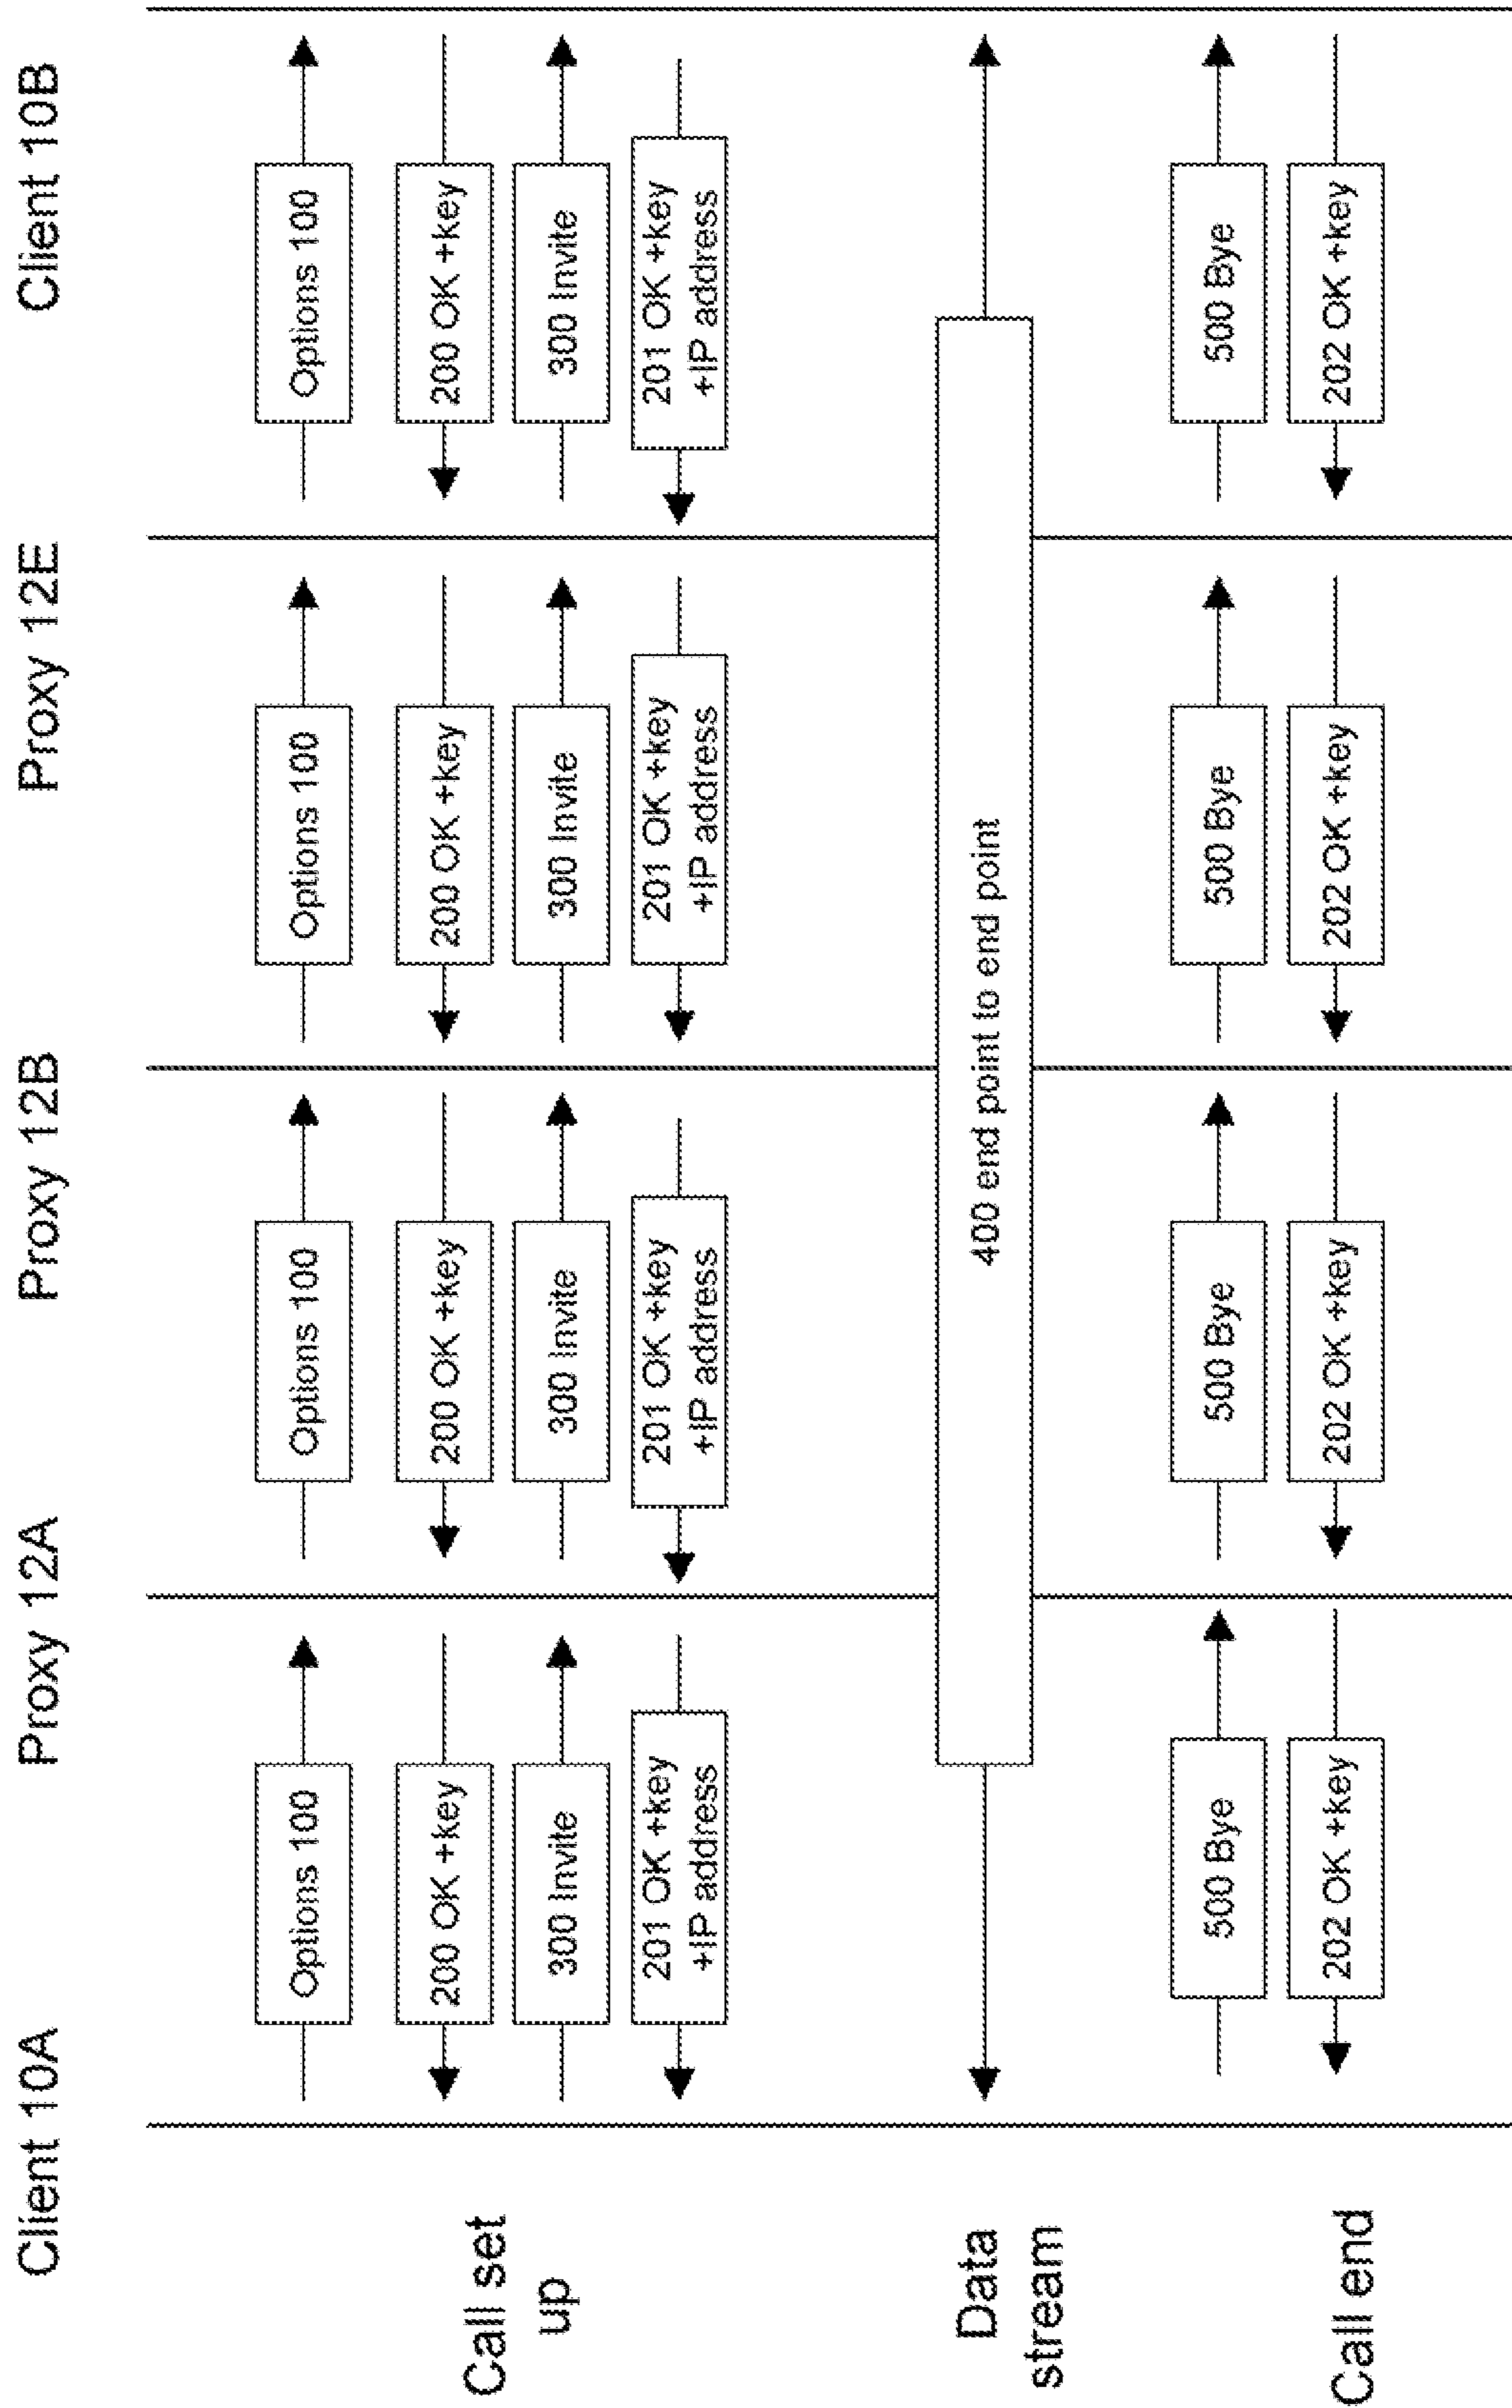 Client 10A
Proxy 12A
Proxy 12B
Proxy 12E
Client 10B
Call set
up
Options 100
Options 100
Options 100
Options 100
200 OK +key
200 OK +key
200 OK +key
200 OK +key
300 Invite
300 Invite
300 Invite
300 Invite
201 OK +key
+IP address
201 OK +key
+IP address
201 OK +key
+IP address
201 OK +key
+IP address
Data
stream
400 end point to end point
Call end
500 Bye
500 Bye
500 Bye
500 Bye
202 OK +key
202 OK +key
202 OK +key
202 OK +key